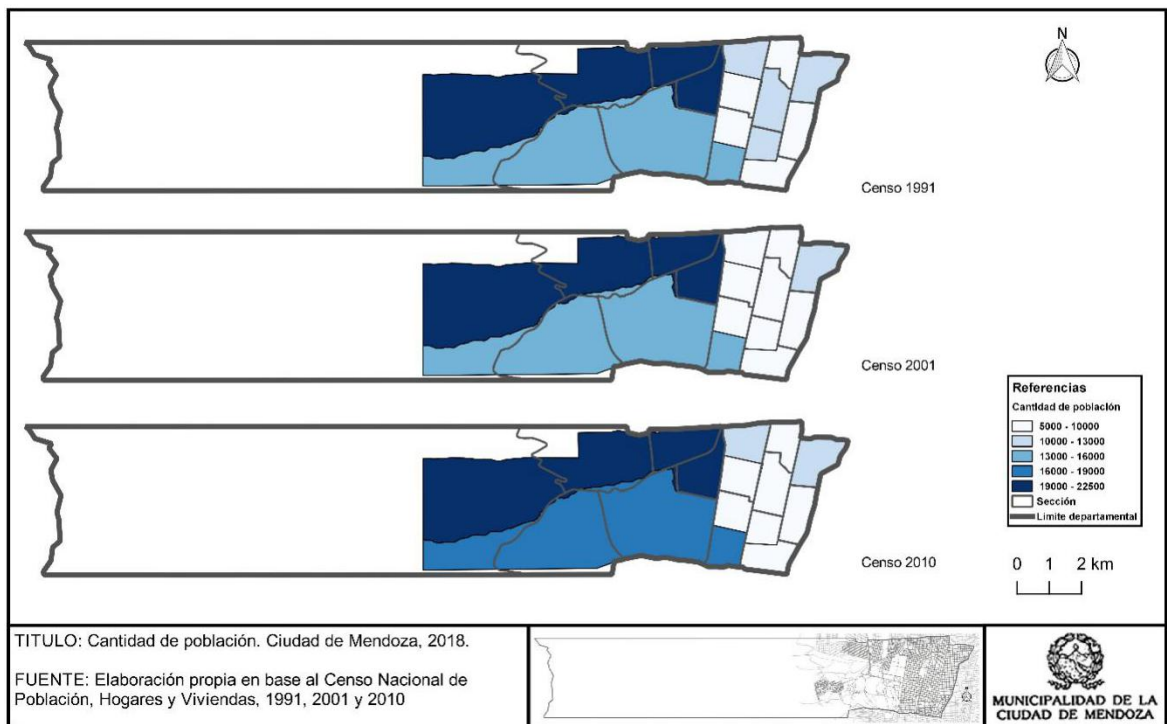 N
Censo 1991
Censo 2001
Referencias
Cantidad de población
5000 - 10000
10000 - 13000
13000 - 16000
16000 - 19000
19000 - 22500
Sección
Limite departamental
0 1 2 km
Censo 2010
TITULO: Cantidad de población. Ciudad de Mendoza, 2018.
FUENTE: Elaboración propia en base al Censo Nacional de
Población, Hogares y Viviendas, 1991, 2001 y 2010
MUNICIPALIDAD DE LA
CIUDAD DE MENDOZA